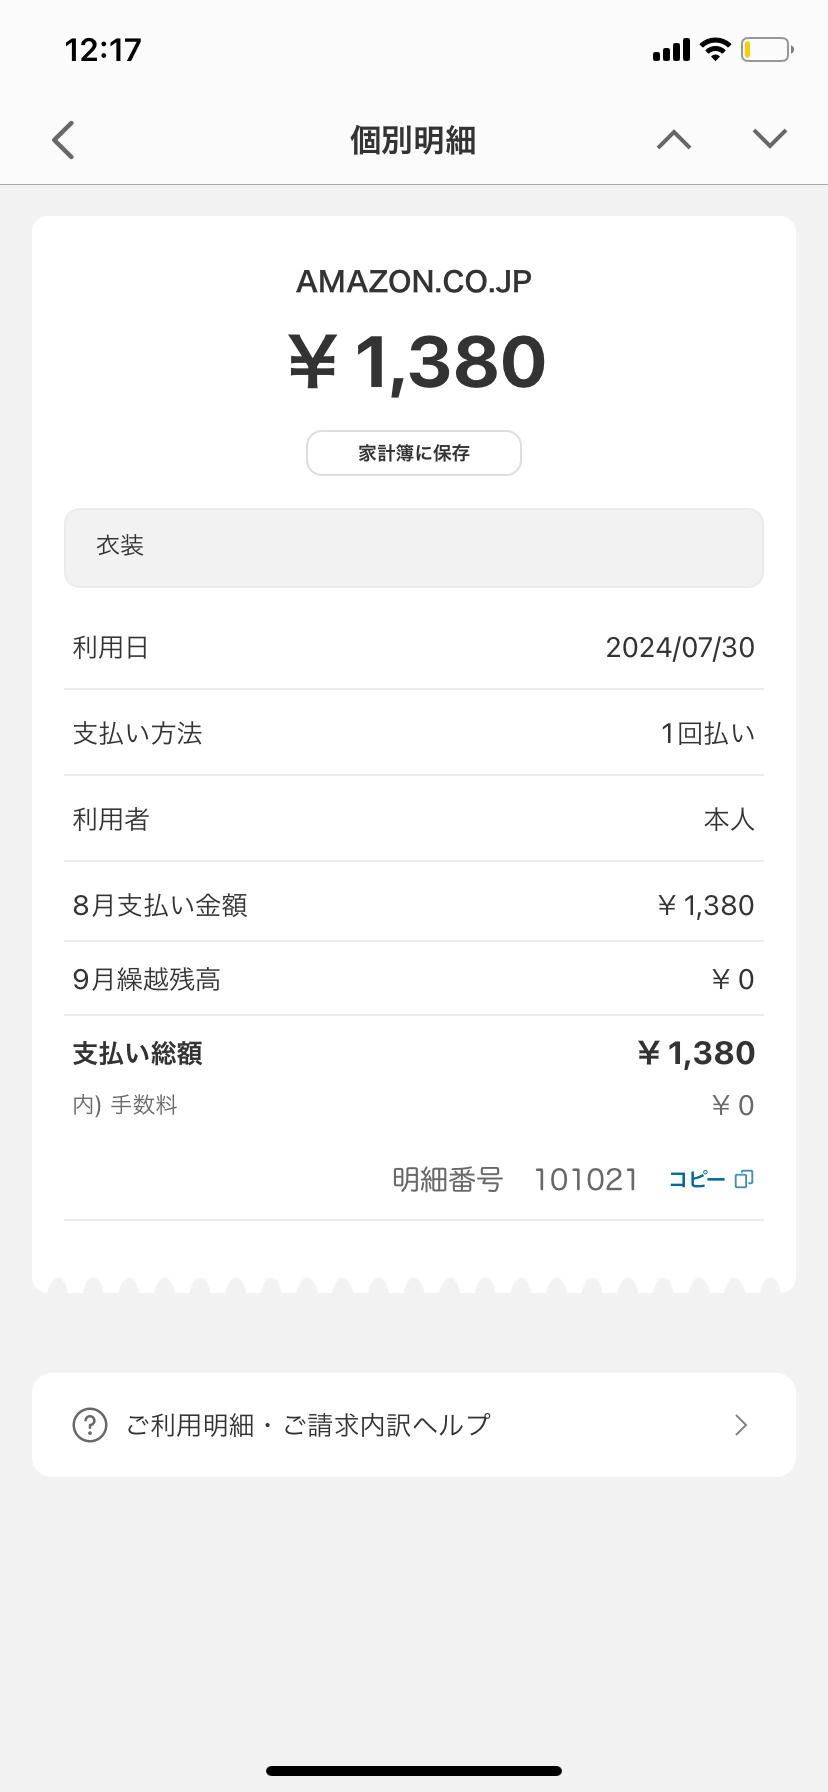 12:17
個別明細
AMAZON.CO.JP
¥ 1,380
家計簿に保存
衣装
利用日 2024/07/30
支払い方法 1回払い
利用者 本人
8月支払い金額 ¥ 1,380
9月繰越残高 ¥ 0
支払い総額 ¥ 1,380
内) 手数料 ¥ 0
明細番号 101021 コピー
ご利用明細・ご請求内訳ヘルプ